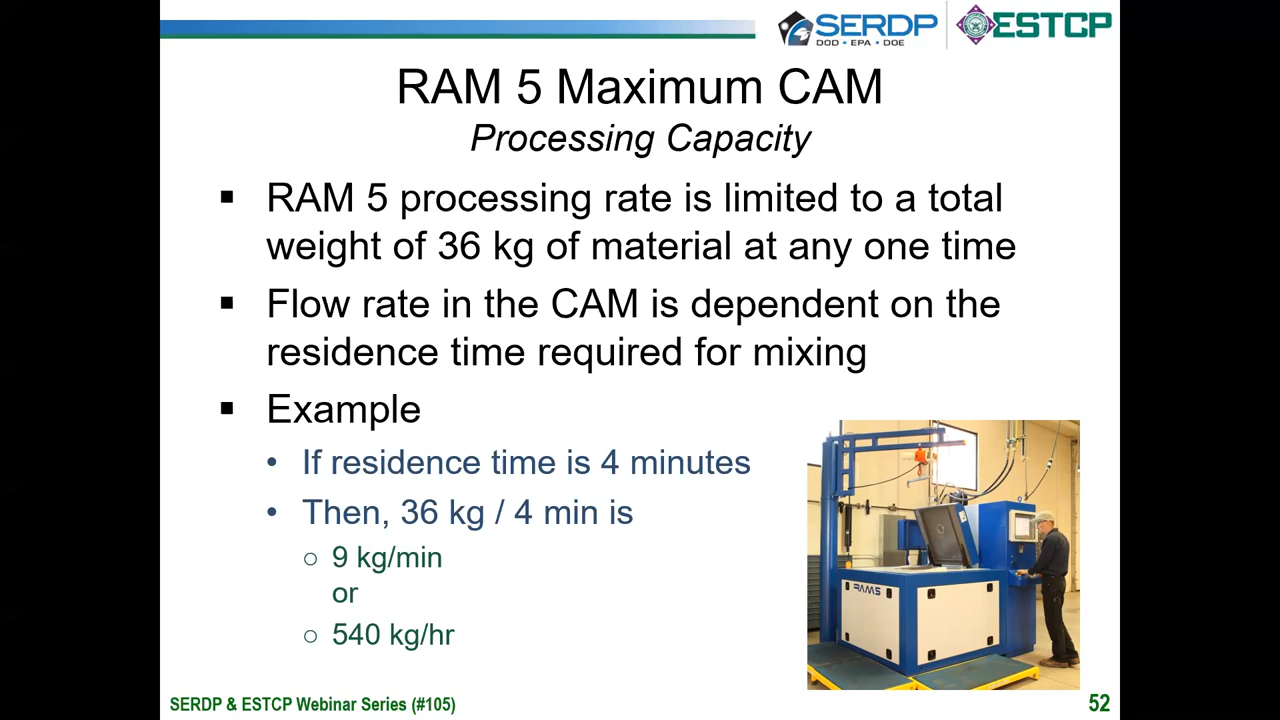 SERDP
DOD • EPA • DOE
ESTCP
RAM 5 Maximum CAM
Processing Capacity
▪ RAM 5 processing rate is limited to a total
weight of 36 kg of material at any one time
▪ Flow rate in the CAM is dependent on the
residence time required for mixing
▪ Example
• If residence time is 4 minutes
• Then, 36 kg / 4 min is
○ 9 kg/min
or
○ 540 kg/hr
RAM5
SERDP & ESTCP Webinar Series (#105)
52